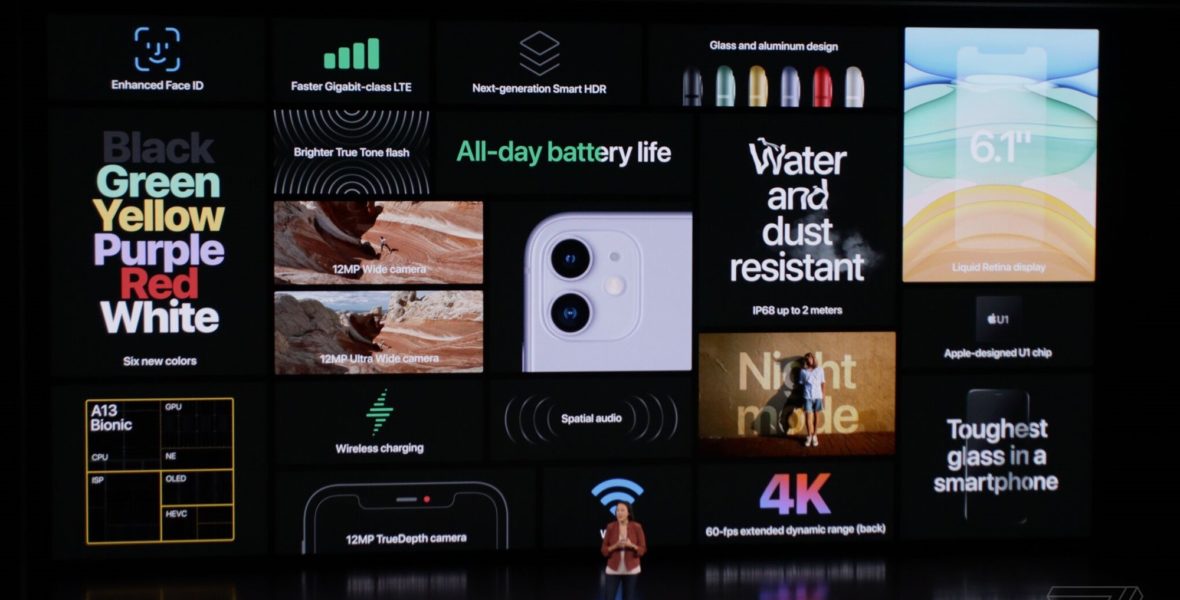 Enhanced Face ID
Faster Gigabit-class LTE
Next-generation Smart HDR
Glass and aluminum design
6.1"
Liquid Retina display
Black
Green
Yellow
Purple
Red
White
Six new colors
Brighter True Tone flash
All-day battery life
Water
and
dust
resistant
IP68 up to 2 meters
12MP Wide camera
12MP Ultra Wide camera
U1
Apple-designed U1 chip
Night
mode
A13
Bionic
GPU
CPU
NE
ISP
OLED
HEVC
Wireless charging
Spatial audio
Toughest
glass in a
smartphone
12MP TrueDepth camera
4K
60-fps extended dynamic range (back)